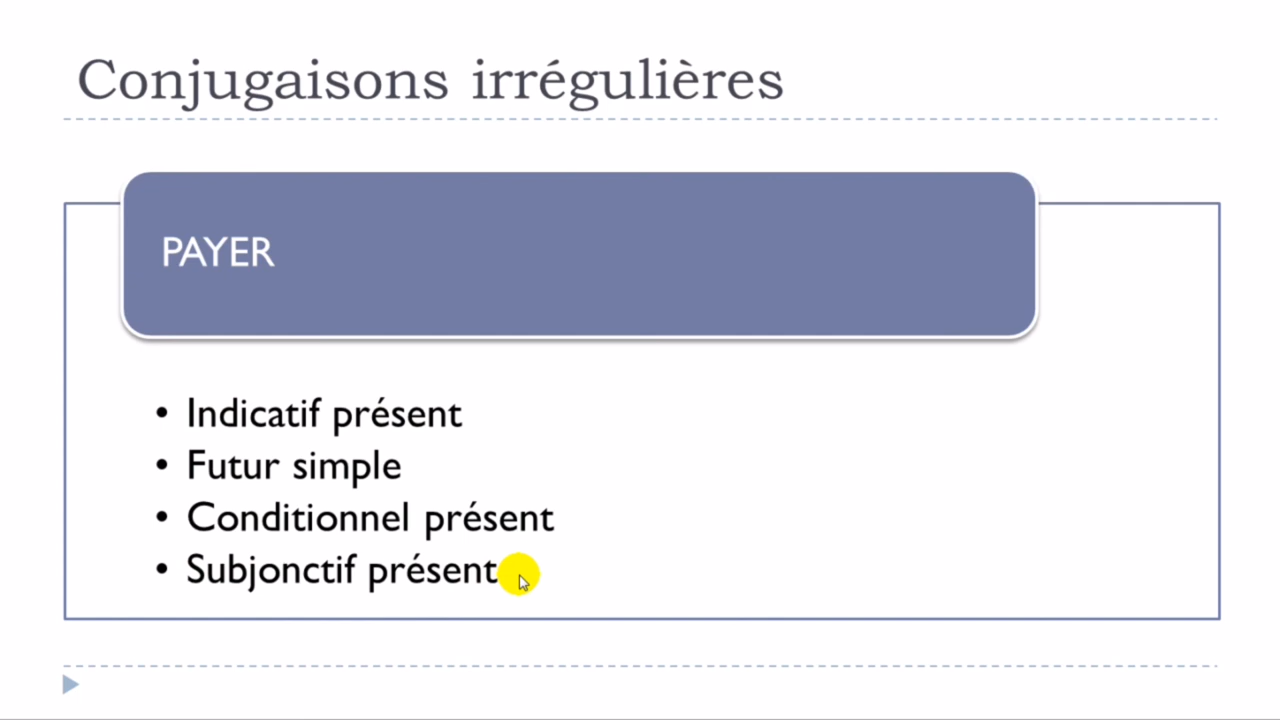 Conjugaisons irrégulières
PAYER
• Indicatif présent
• Futur simple
• Conditionnel présent
• Subjonctif présent